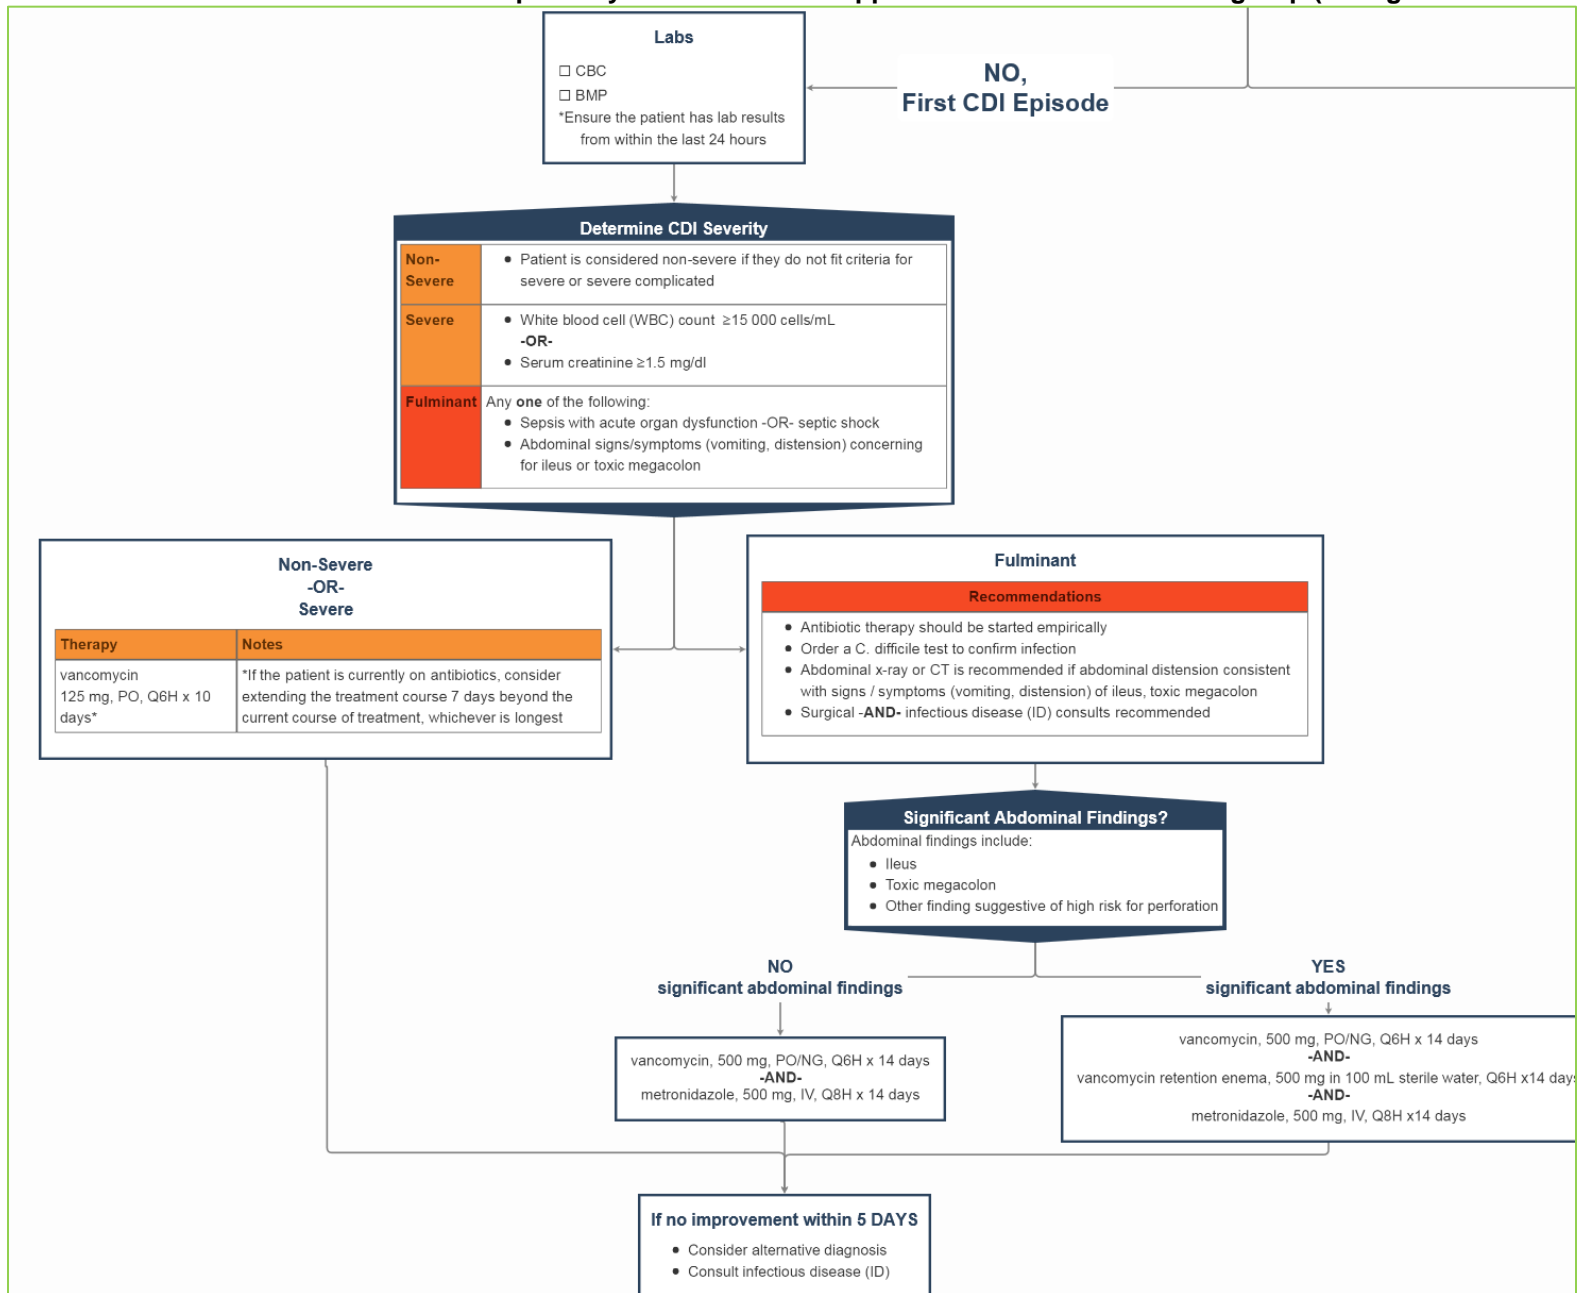 Labs
☐ CBC
☐ BMP
*Ensure the patient has lab results
from within the last 24 hours
NO,
First CDI Episode
Determine CDI Severity
Non-
Severe
• Patient is considered non-severe if they do not fit criteria for
severe or severe complicated
Severe
• White blood cell (WBC) count ≥15 000 cells/mL
-OR-
• Serum creatinine ≥1.5 mg/dl
Fulminant
Any one of the following:
• Sepsis with acute organ dysfunction -OR- septic shock
• Abdominal signs/symptoms (vomiting, distension) concerning
for ileus or toxic megacolon
Non-Severe
-OR-
Severe
Therapy
Notes
vancomycin
125 mg, PO, Q6H x 10
days*
*If the patient is currently on antibiotics, consider
extending the treatment course 7 days beyond the
current course of treatment, whichever is longest
Fulminant
Recommendations
• Antibiotic therapy should be started empirically
• Order a C. difficile test to confirm infection
• Abdominal x-ray or CT is recommended if abdominal distension consistent
with signs / symptoms (vomiting, distension) of ileus, toxic megacolon
• Surgical -AND- infectious disease (ID) consults recommended
Significant Abdominal Findings?
Abdominal findings include:
• Ileus
• Toxic megacolon
• Other finding suggestive of high risk for perforation
NO
significant abdominal findings
YES
significant abdominal findings
vancomycin, 500 mg, PO/NG, Q6H x 14 days
-AND-
metronidazole, 500 mg, IV, Q8H x 14 days
vancomycin, 500 mg, PO/NG, Q6H x 14 days
-AND-
vancomycin retention enema, 500 mg in 100 mL sterile water, Q6H x14 days
-AND-
metronidazole, 500 mg, IV, Q8H x14 days
If no improvement within 5 DAYS
• Consider alternative diagnosis
• Consult infectious disease (ID)